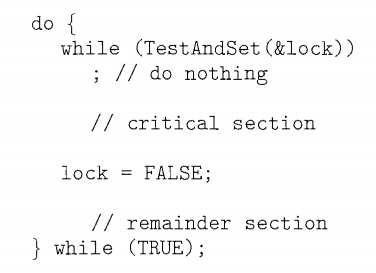 do {
while (TestAndSet(&lock))
; // do nothing
// critical section
lock = FALSE;
// remainder section
} while (TRUE);